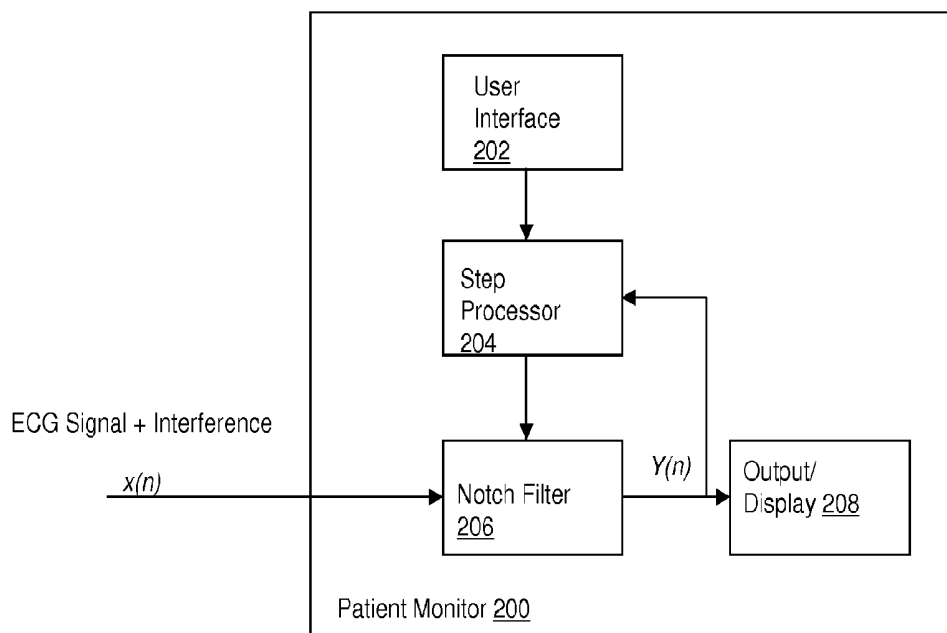 User
Interface
202
Step
Processor
204
ECG Signal + Interference
x(n)
Notch Filter
206
Y(n)
Output/
Display 208
Patient Monitor 200